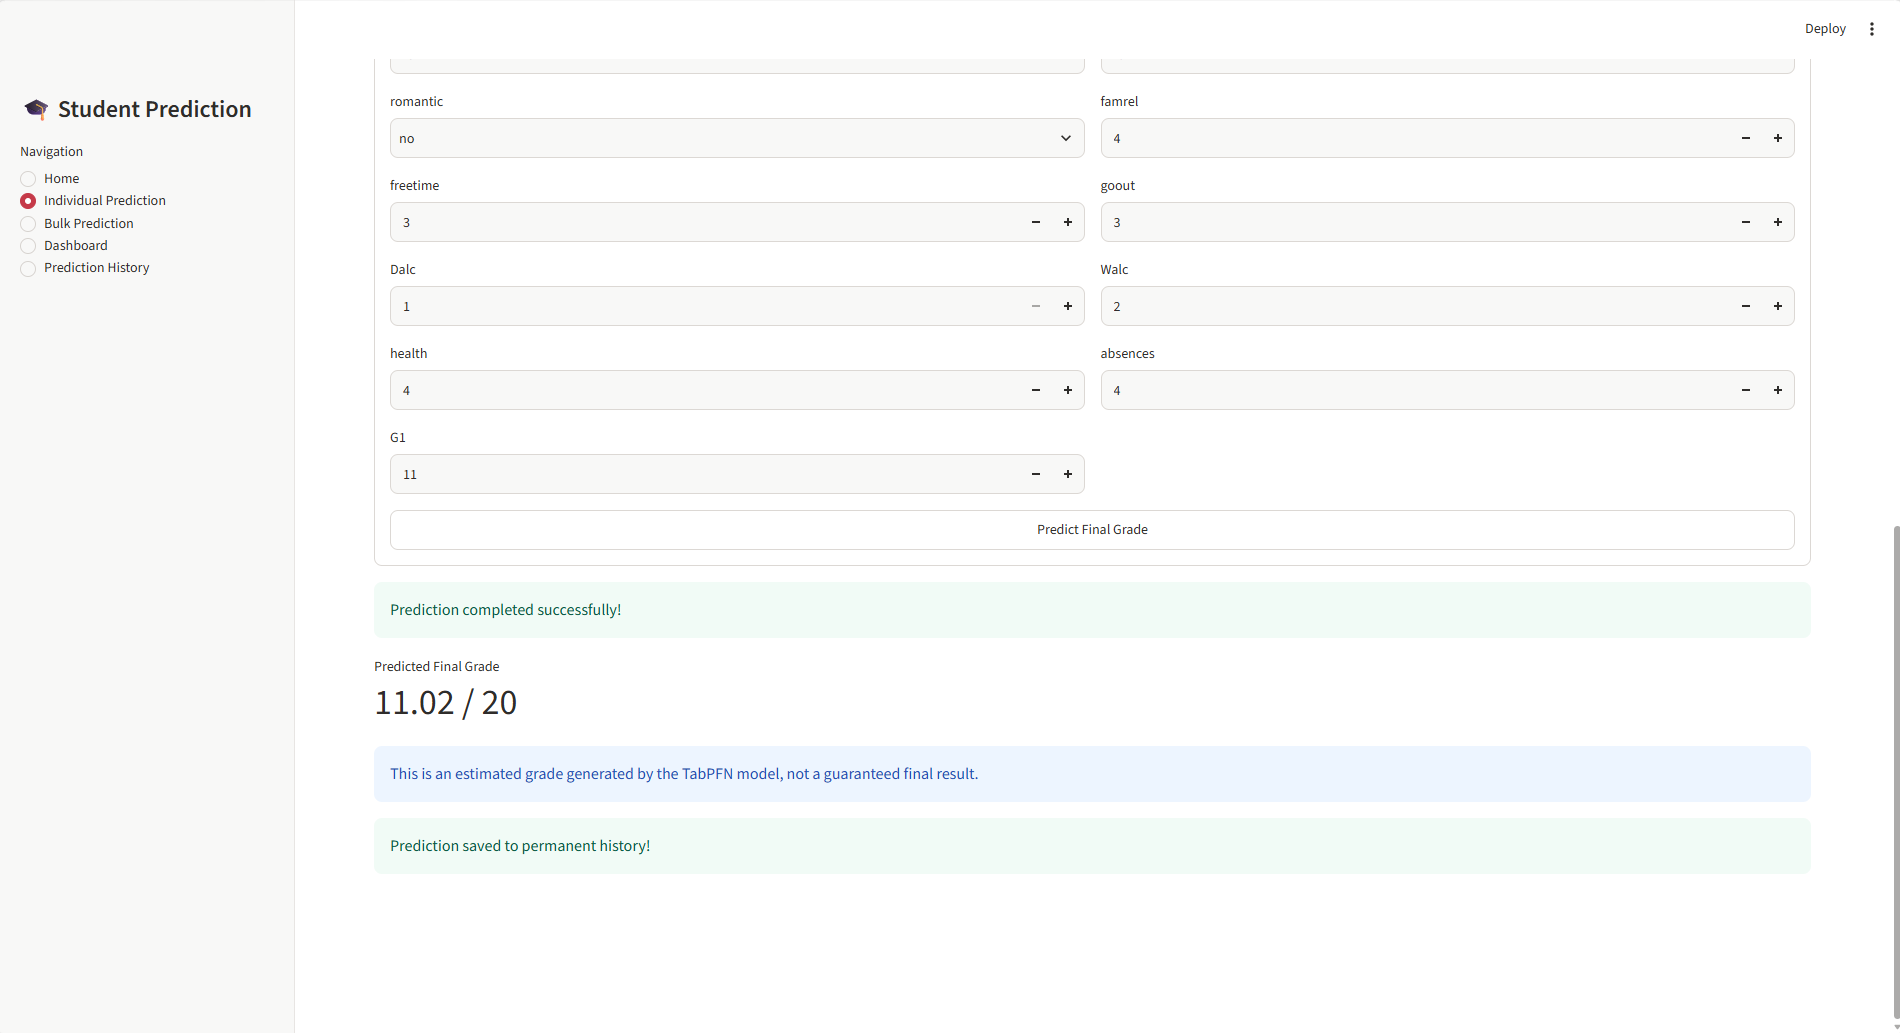 Deploy
Student Prediction
Navigation
Home
Individual Prediction
Bulk Prediction
Dashboard
Prediction History
romantic
famrel
no
4
freetime
goout
3
3
Dalc
Walc
1
2
health
absences
4
4
G1
11
Predict Final Grade
Prediction completed successfully!
Predicted Final Grade
11.02 / 20
This is an estimated grade generated by the TabPFN model, not a guaranteed final result.
Prediction saved to permanent history!